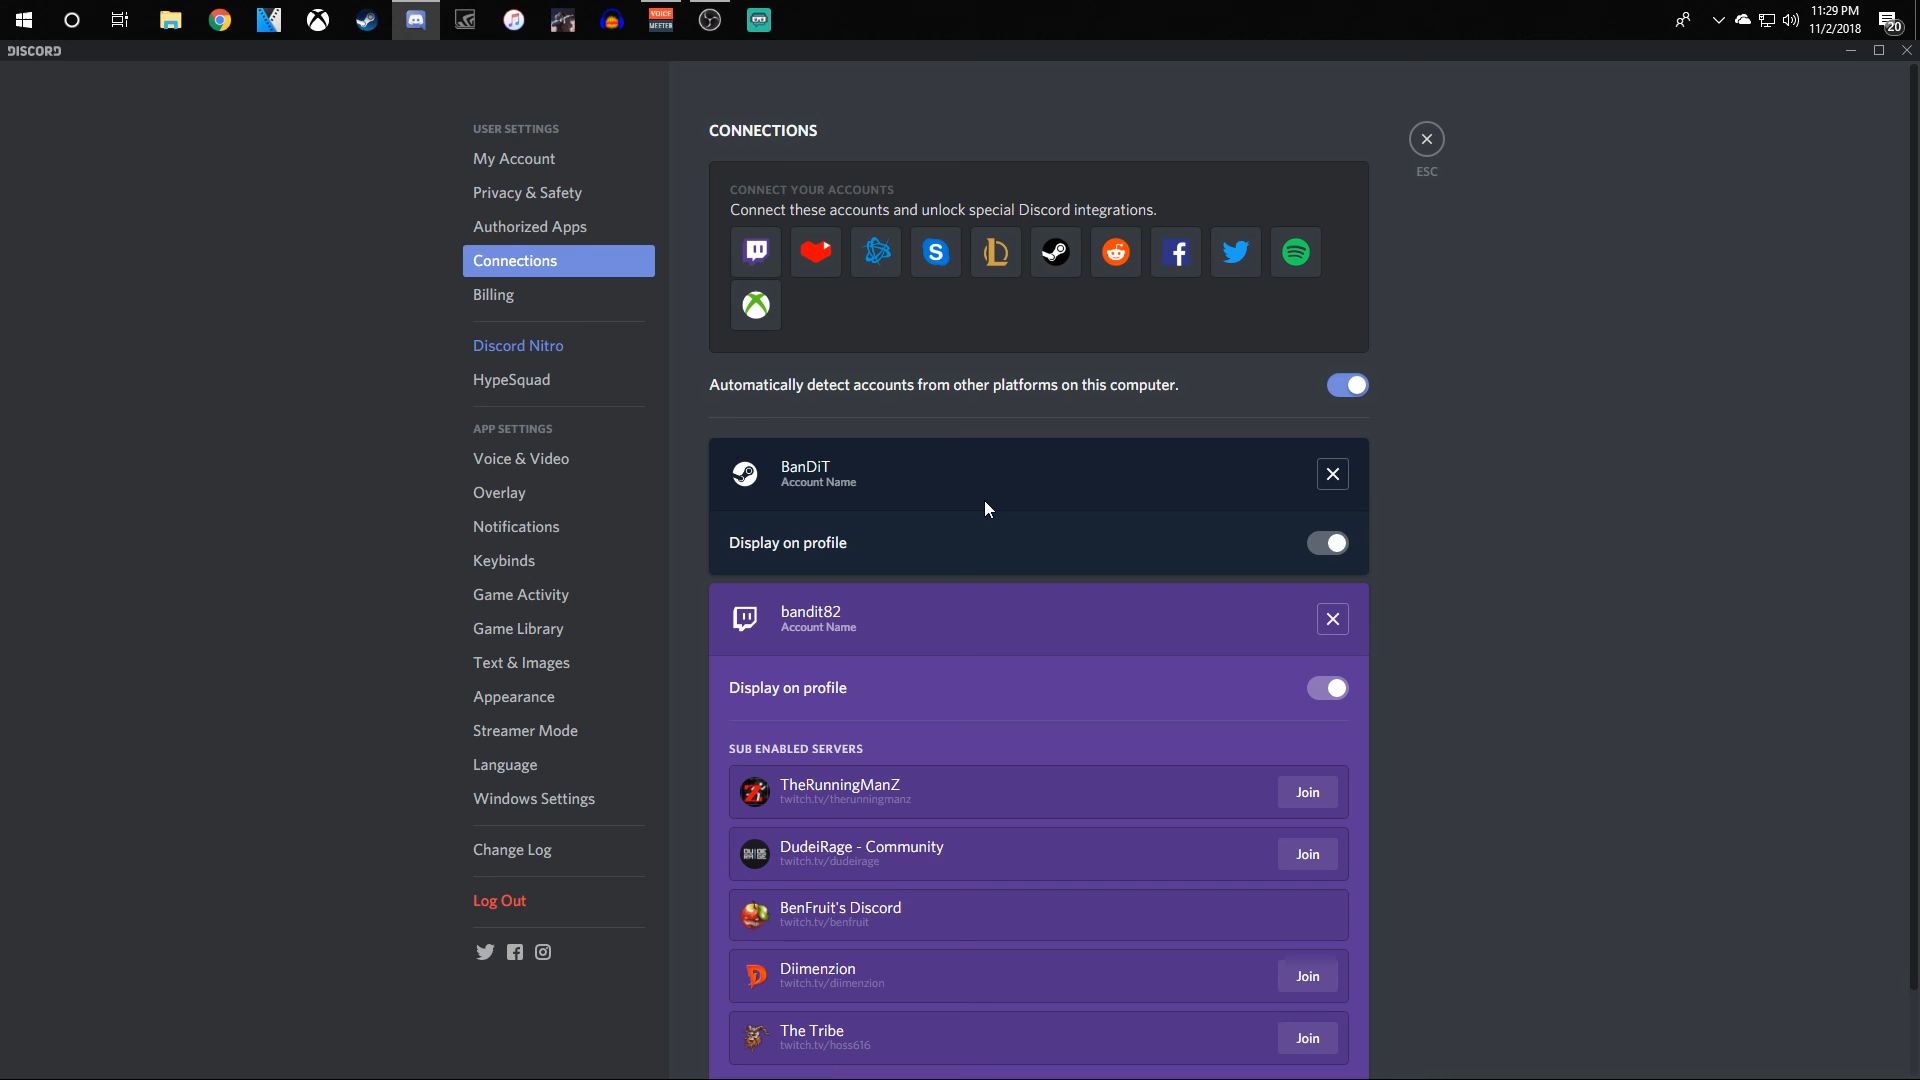 VOICE
MEETER
11:29 PM
11/2/2018
20
DISCORD
USER SETTINGS
My Account
Privacy & Safety
Authorized Apps
Connections
Billing
Discord Nitro
HypeSquad
APP SETTINGS
Voice & Video
Overlay
Notifications
Keybinds
Game Activity
Game Library
Text & Images
Appearance
Streamer Mode
Language
Windows Settings
Change Log
Log Out
CONNECTIONS
ESC
CONNECT YOUR ACCOUNTS
Connect these accounts and unlock special Discord integrations.
Automatically detect accounts from other platforms on this computer.
BanDiT
Account Name
Display on profile
bandit82
Account Name
Display on profile
SUB ENABLED SERVERS
TheRunningManZ
twitch.tv/therunningmanz
Join
DudeiRage - Community
twitch.tv/dudeirage
Join
BenFruit's Discord
twitch.tv/benfruit
Diimenzion
twitch.tv/diimenzion
Join
The Tribe
twitch.tv/hoss616
Join